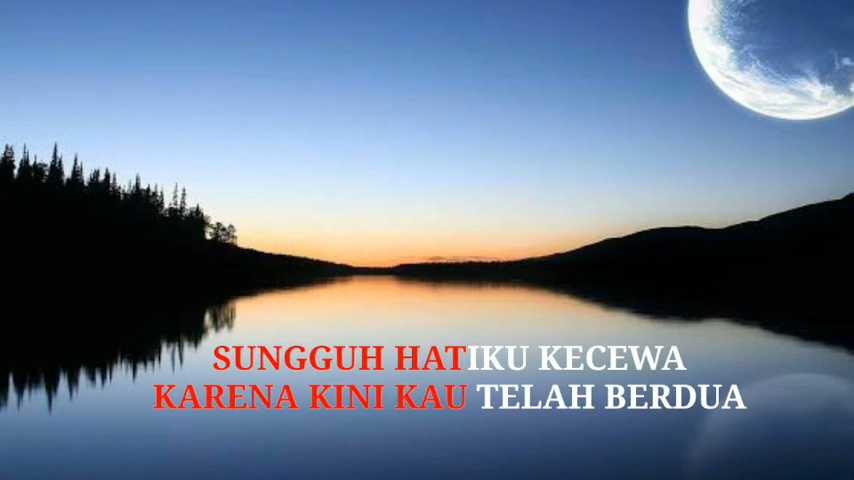 SUNGGUH HATIKU KECEWA
KARENA KINI KAU TELAH BERDUA